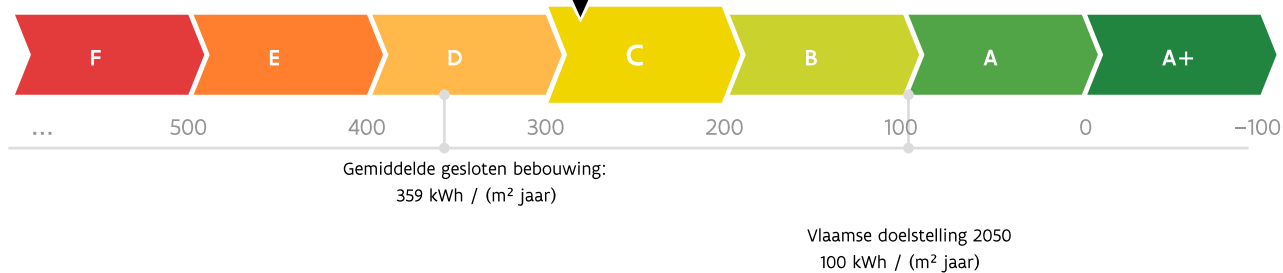 F E D C B A A+
... 500 400 300 200 100 0 –100
Gemiddelde gesloten bebouwing:
359 kWh / (m² jaar)
Vlaamse doelstelling 2050
100 kWh / (m² jaar)